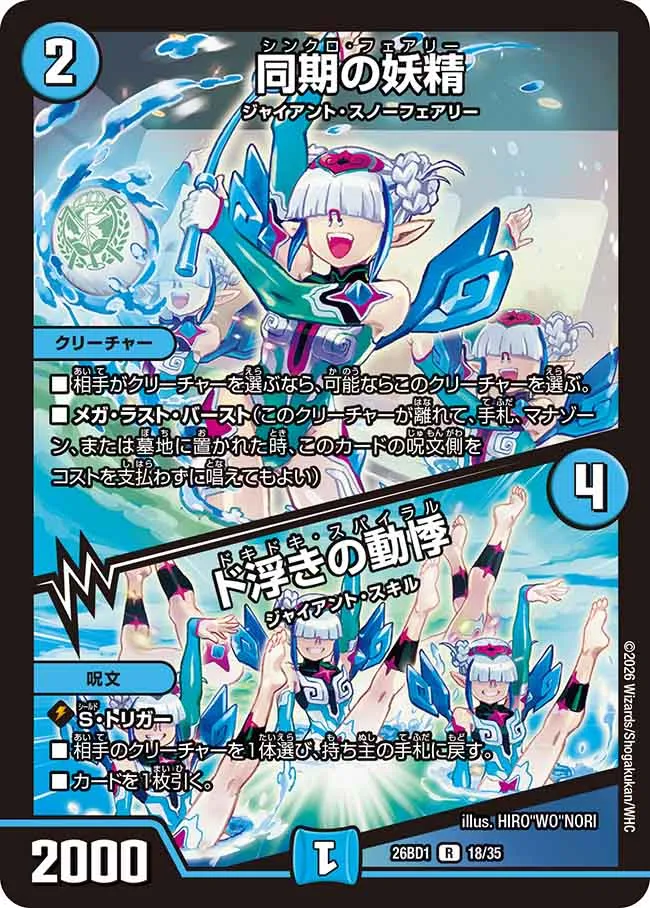 2
シンクロ・フェアリー
同期の妖精
ジャイアント・スノーフェアリー
クリーチャー
■相手がクリーチャーを選ぶなら、可能ならこのクリーチャーを選ぶ。
■メガ・ラスト・バースト(このクリーチャーが離れて、手札、マナゾー
ン、または墓地に置かれた時、このカードの呪文側を
コストを支払わずに唱えてもよい)
4
ドキドキ・スパイラル
ド浮きの動悸
ジャイアント・スキル
呪文
S・トリガー
■相手のクリーチャーを1体選び、持ち主の手札に戻す。
■カードを1枚引く。
©2026 Wizards/Shogakukan/WHC
illus. HIRO"WO"NORI
2000
1
26BD1 R 18/35